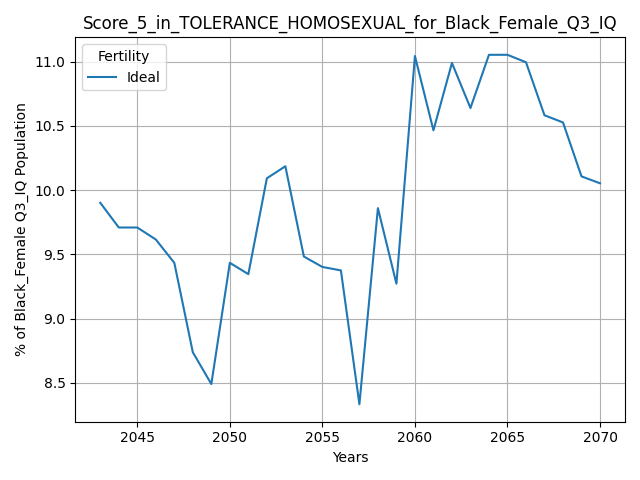 Score_5_in_TOLERANCE_HOMOSEXUAL_for_Black_Female_Q3_IQ
Fertility
Ideal
11.0
10.5
10.0
9.5
9.0
8.5
% of Black_Female Q3_IQ Population
2045 2050 2055 2060 2065 2070
Years